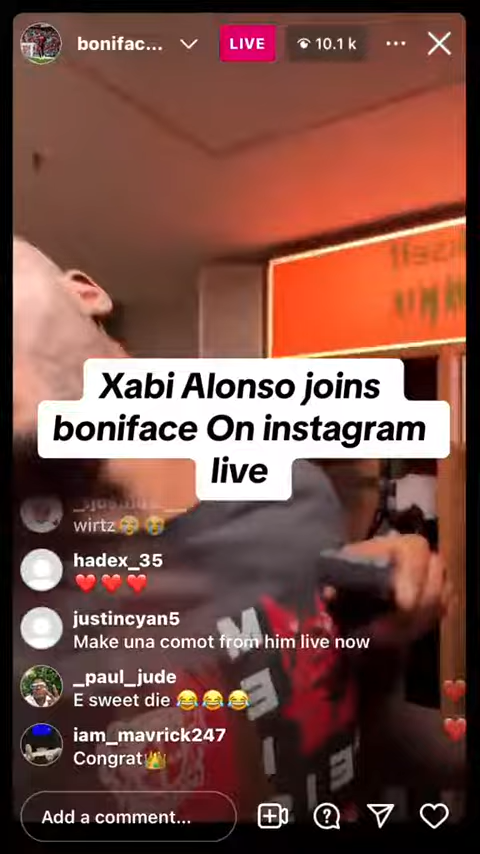 bonifac...
LIVE
10.1 k
Xabi Alonso joins
boniface On instagram
live
wirtz🥲😭
hadex_35
❤️❤️❤️
justincyan5
Make una comot from him live now
_paul_jude
E sweet die 😂😂😂
iam_mavrick247
Congrat👑
Add a comment...